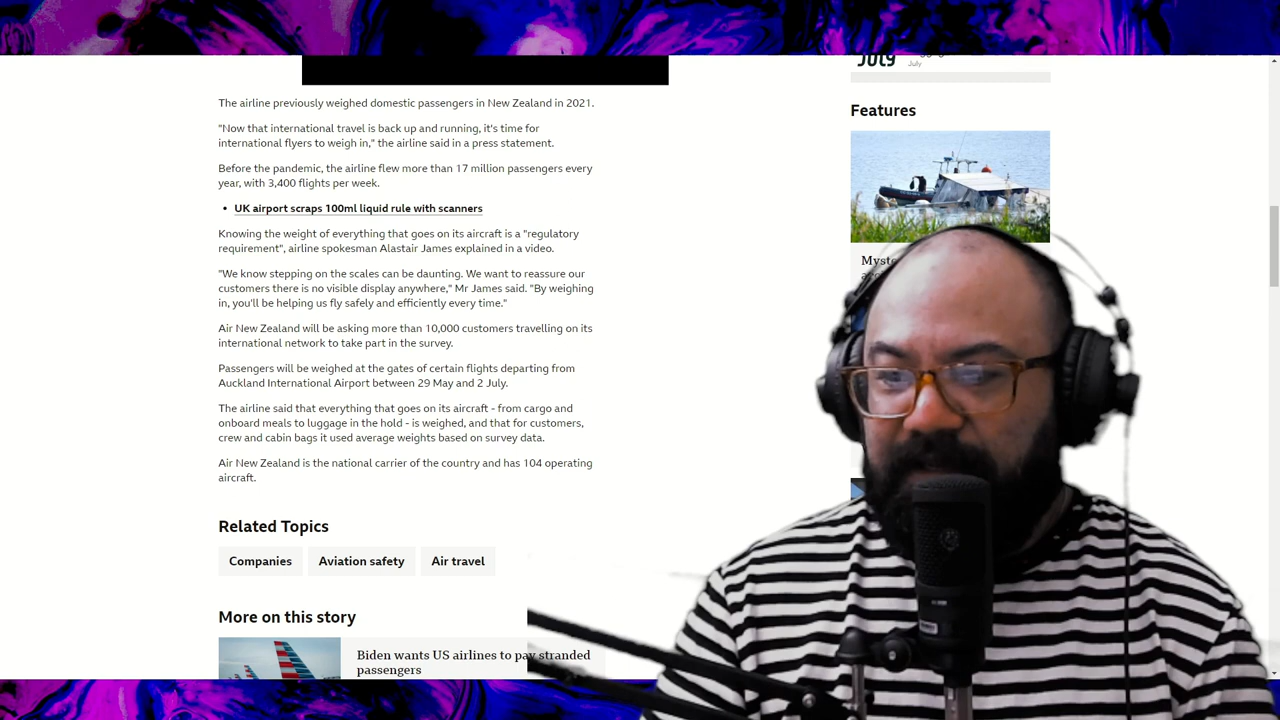 The airline previously weighed domestic passengers in New Zealand in 2021.
"Now that international travel is back up and running, it's time for
international flyers to weigh in," the airline said in a press statement.
Before the pandemic, the airline flew more than 17 million passengers every
year, with 3,400 flights per week.
• UK airport scraps 100ml liquid rule with scanners
Knowing the weight of everything that goes on its aircraft is a "regulatory
requirement", airline spokesman Alastair James explained in a video.
"We know stepping on the scales can be daunting. We want to reassure our
customers there is no visible display anywhere," Mr James said. "By weighing
in, you'll be helping us fly safely and efficiently every time."
Air New Zealand will be asking more than 10,000 customers travelling on its
international network to take part in the survey.
Passengers will be weighed at the gates of certain flights departing from
Auckland International Airport between 29 May and 2 July.
The airline said that everything that goes on its aircraft - from cargo and
onboard meals to luggage in the hold - is weighed, and that for customers,
crew and cabin bags it used average weights based on survey data.
Air New Zealand is the national carrier of the country and has 104 operating
aircraft.
Related Topics
Companies
Aviation safety
Air travel
More on this story
Biden wants US airlines to pay stranded
passengers
July
July
Features